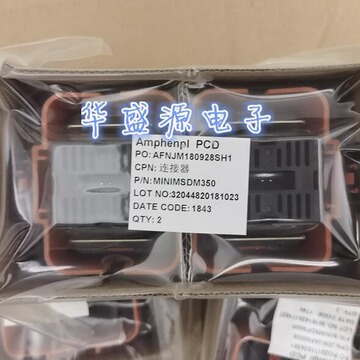 华盛源电子
Amphenpl PCD
PO: AFNJM180928SH1
CPN: 连接器
P/N: MINIMSDM350
LOT NO: 32044820181023
DATE CODE: 1843
QTY: 2